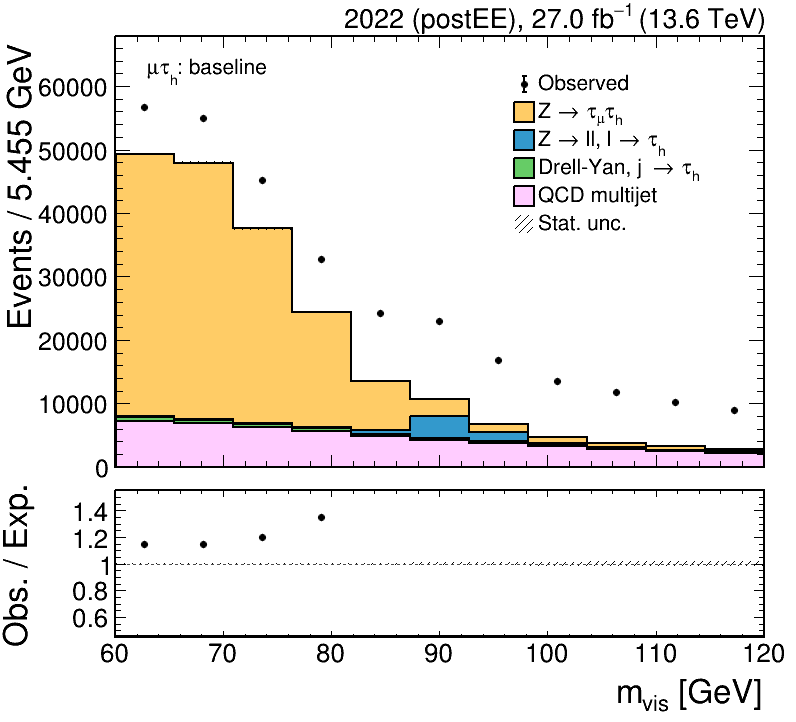 2022 (postEE), 27.0 fb⁻¹ (13.6 TeV)
μτₕ: baseline
Observed
Z → τ_μτₕ
Z → ll, l → τₕ
Drell-Yan, j → τₕ
QCD multijet
Stat. unc.
Events / 5.455 GeV
60000
50000
40000
30000
20000
10000
0
Obs. / Exp.
1.4
1.2
1
0.8
0.6
60 70 80 90 100 110 120
m_vis [GeV]